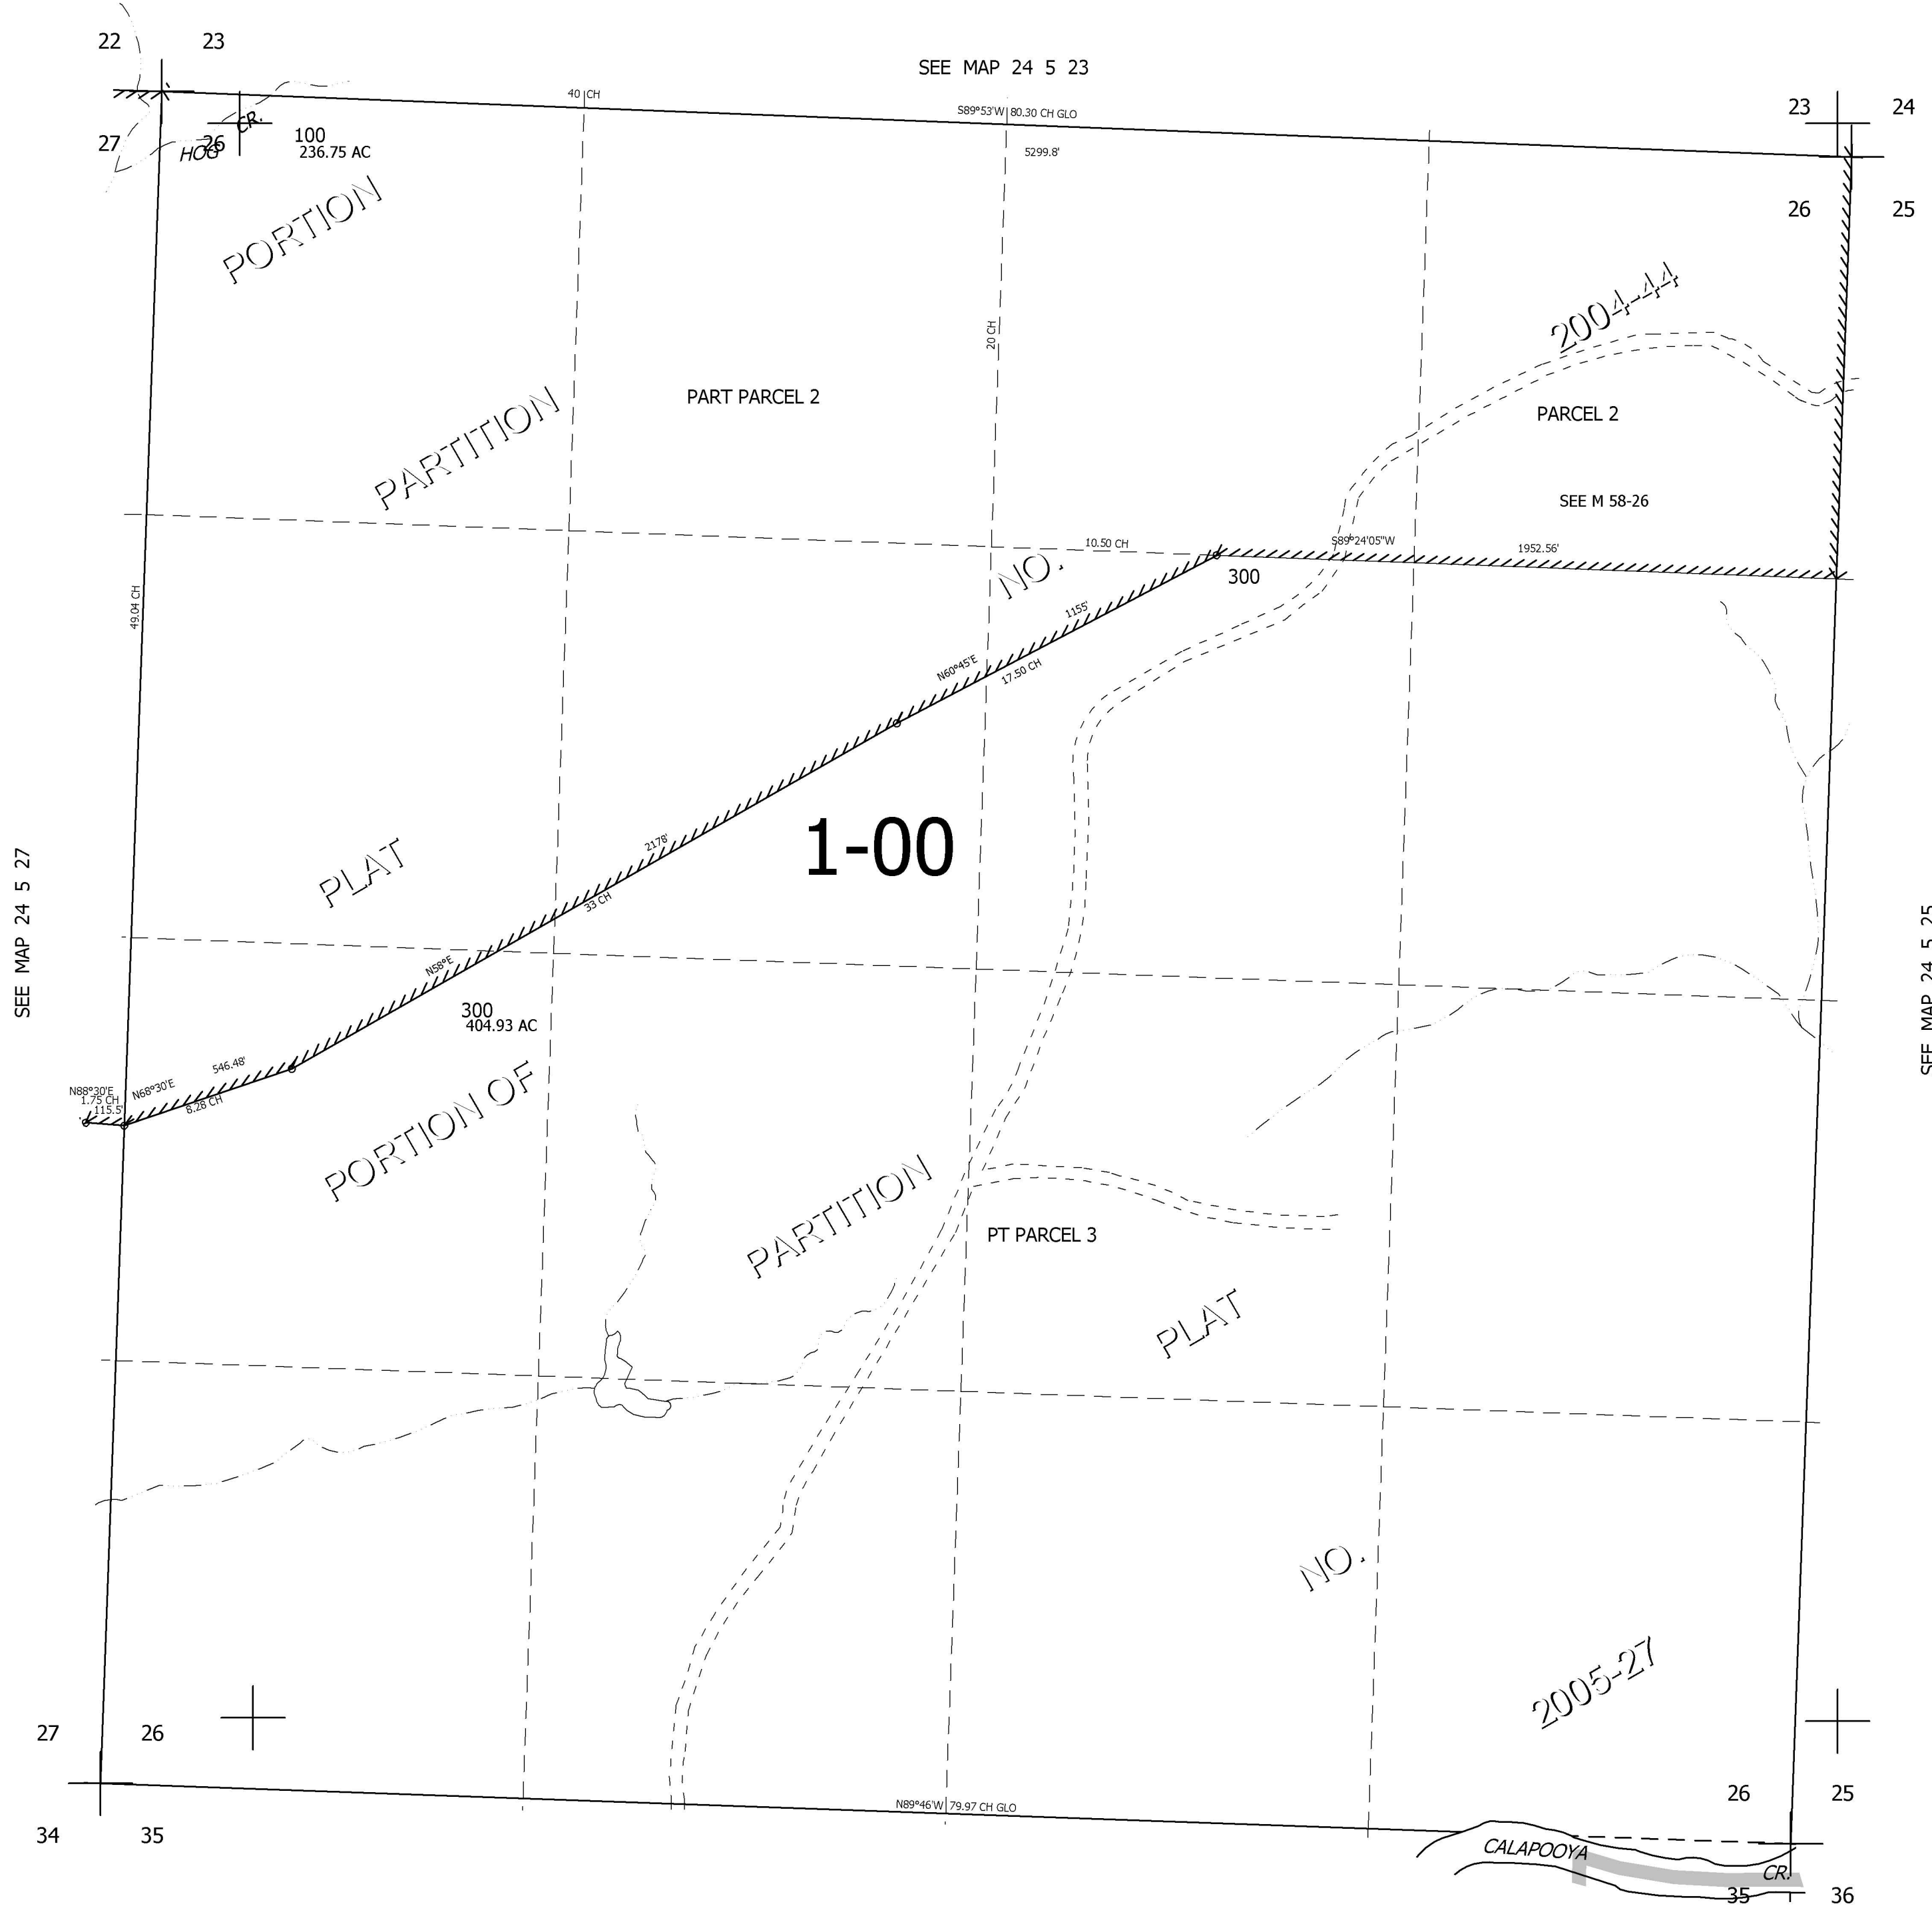 22 23
SEE MAP 24 5 23
40 CH
S89°53'W 80.30 CH GLO
23 24
27 26
HOG CR.
100
236.75 AC
5299.8'
26 25
PORTION
2004-44
20 CH
PART PARCEL 2
PARCEL 2
PARTITION
SEE M 58-26
10.50 CH
S89°24'05"W
1952.56'
NO.
300
49.04 CH
1155'
N60°45'E
17.50 CH
2178'
1-00
PLAT
33 CH
SEE MAP 24 5 27
SEE MAP 24 5 25
N58°E
300
404.93 AC
546.48'
N88°30'E
1.75 CH
115.5'
N68°30'E
8.28 CH
PORTION OF
PARTITION
PT PARCEL 3
PLAT
NO.
2005-27
27 26
26 25
N89°46'W 79.97 CH GLO
34 35
CALAPOOYA
CR.
35 36